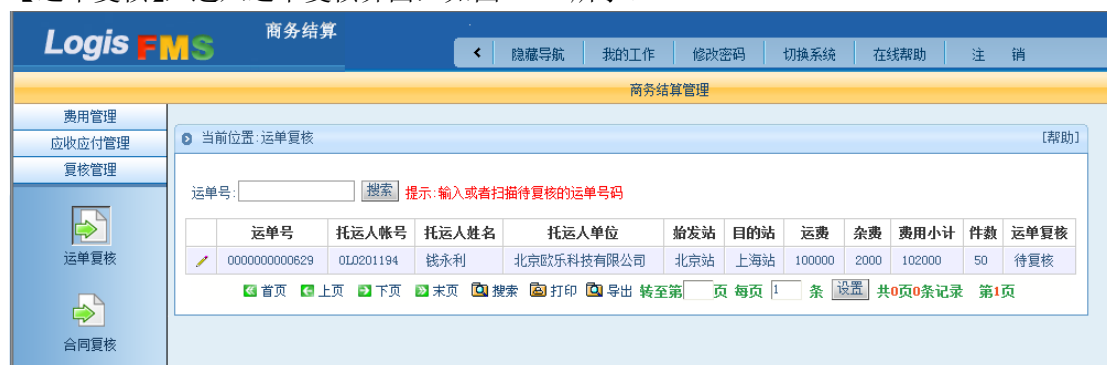 商务结算
Logis FMS
隐藏导航 我的工作 修改密码 切换系统 在线帮助 注 销
商务结算管理
费用管理
应收应付管理
复核管理
运单复核
合同复核
当前位置:运单复核 [帮助]
运单号: 搜索 提示:输入或者扫描待复核的运单号码
运单号 托运人帐号 托运人姓名 托运人单位 始发站 目的站 运费 杂费 费用小计 件数 运单复核
0000000000629 0L0201194 钱永利 北京欧乐科技有限公司 北京站 上海站 100000 2000 102000 50 待复核
首页 上页 下页 末页 搜索 打印 导出 转至第 页 每页 1 条 设置 共0页0条记录 第1页